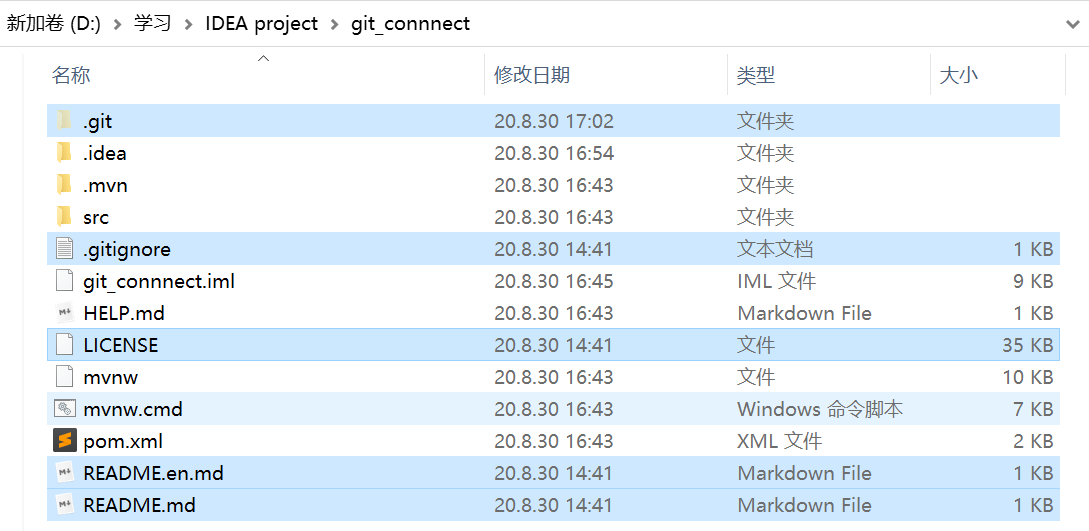 新加卷 (D:) > 学习 > IDEA project > git_connnect
名称 修改日期 类型 大小
.git 20.8.30 17:02 文件夹
.idea 20.8.30 16:54 文件夹
.mvn 20.8.30 16:43 文件夹
src 20.8.30 16:43 文件夹
.gitignore 20.8.30 14:41 文本文档 1 KB
git_connnect.iml 20.8.30 16:45 IML 文件 9 KB
HELP.md 20.8.30 16:43 Markdown File 1 KB
LICENSE 20.8.30 14:41 文件 35 KB
mvnw 20.8.30 16:43 文件 10 KB
mvnw.cmd 20.8.30 16:43 Windows 命令脚本 7 KB
pom.xml 20.8.30 16:43 XML 文件 2 KB
README.en.md 20.8.30 14:41 Markdown File 1 KB
README.md 20.8.30 14:41 Markdown File 1 KB